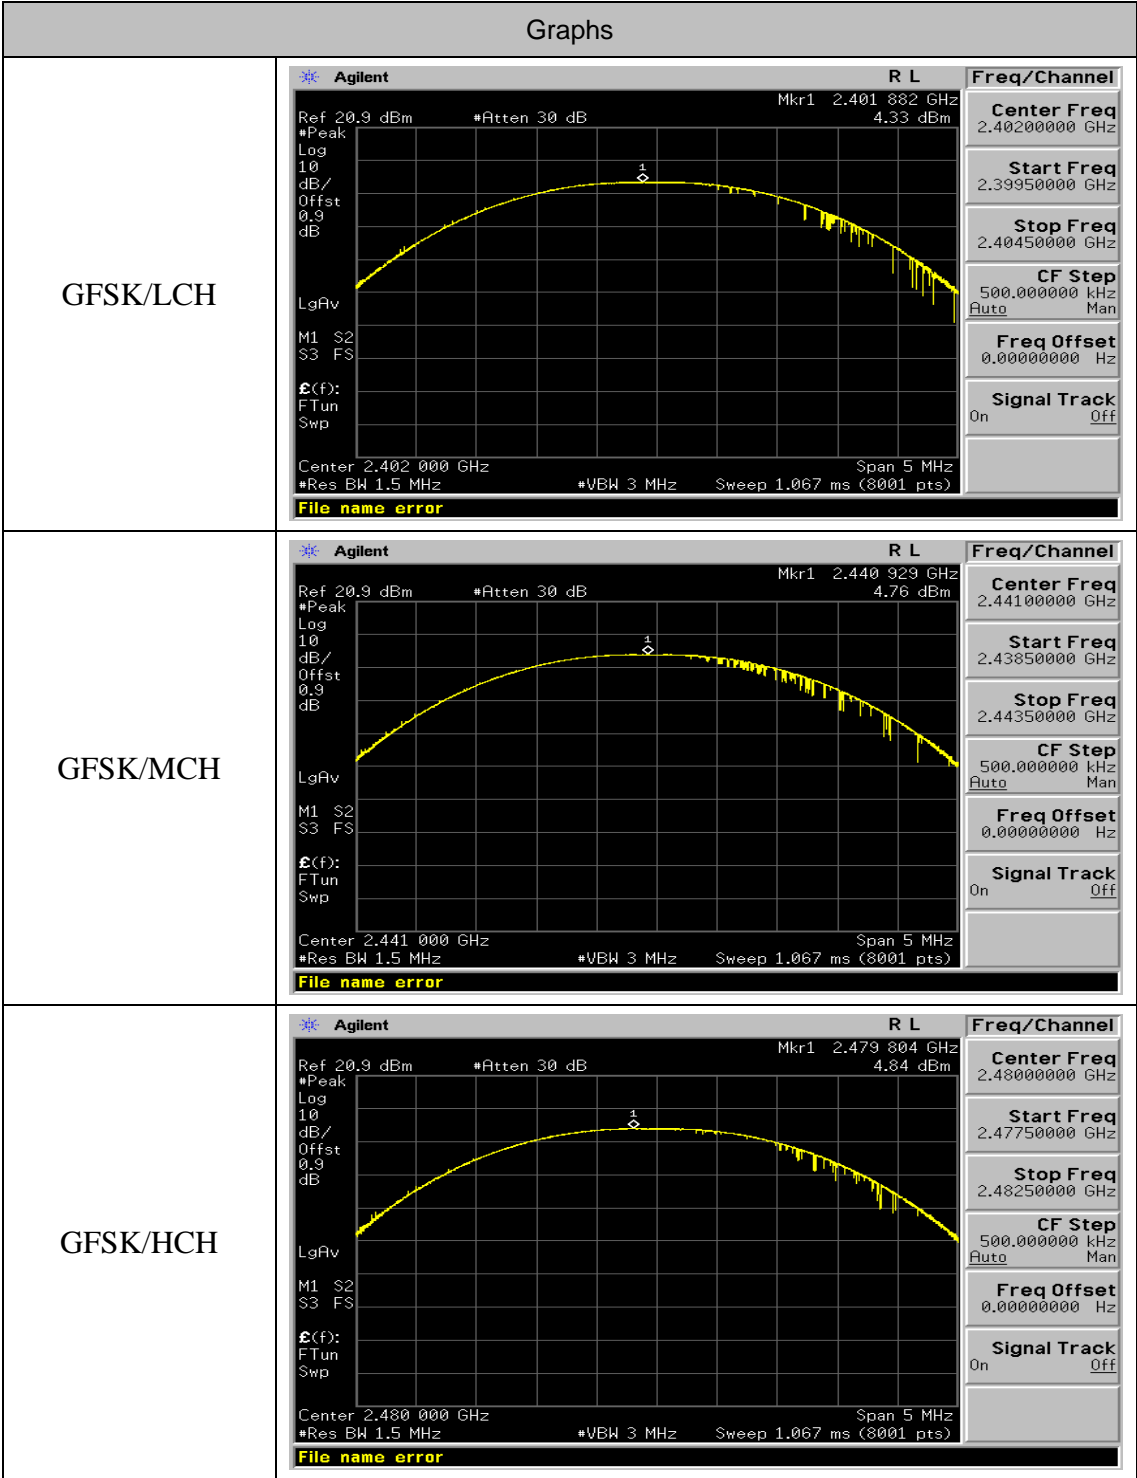 Graphs
GFSK/LCH
Agilent R L Freq/Channel
Mkr1 2.401 882 GHz
Ref 20.9 dBm #Atten 30 dB 4.33 dBm
#Peak
Log
10
dB/
Offst
0.9
dB
1
LgAv
M1 S2
S3 FS
£(f):
FTun
Swp
Center 2.402 000 GHz Span 5 MHz
#Res BW 1.5 MHz #VBW 3 MHz Sweep 1.067 ms (8001 pts)
File name error
Center Freq
2.40200000 GHz
Start Freq
2.39950000 GHz
Stop Freq
2.40450000 GHz
CF Step
500.000000 kHz
Auto Man
Freq Offset
0.00000000 Hz
Signal Track
On Off
GFSK/MCH
Agilent R L Freq/Channel
Mkr1 2.440 929 GHz
Ref 20.9 dBm #Atten 30 dB 4.76 dBm
#Peak
Log
10
dB/
Offst
0.9
dB
1
LgAv
M1 S2
S3 FS
£(f):
FTun
Swp
Center 2.441 000 GHz Span 5 MHz
#Res BW 1.5 MHz #VBW 3 MHz Sweep 1.067 ms (8001 pts)
File name error
Center Freq
2.44100000 GHz
Start Freq
2.43850000 GHz
Stop Freq
2.44350000 GHz
CF Step
500.000000 kHz
Auto Man
Freq Offset
0.00000000 Hz
Signal Track
On Off
GFSK/HCH
Agilent R L Freq/Channel
Mkr1 2.479 804 GHz
Ref 20.9 dBm #Atten 30 dB 4.84 dBm
#Peak
Log
10
dB/
Offst
0.9
dB
1
LgAv
M1 S2
S3 FS
£(f):
FTun
Swp
Center 2.480 000 GHz Span 5 MHz
#Res BW 1.5 MHz #VBW 3 MHz Sweep 1.067 ms (8001 pts)
File name error
Center Freq
2.48000000 GHz
Start Freq
2.47750000 GHz
Stop Freq
2.48250000 GHz
CF Step
500.000000 kHz
Auto Man
Freq Offset
0.00000000 Hz
Signal Track
On Off